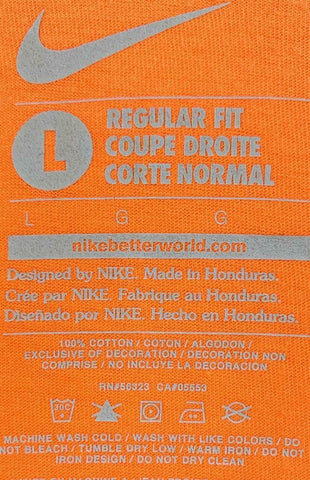 L
REGULAR FIT
COUPE DROITE
CORTE NORMAL
L G G
nikebetterworld.com
Designed by NIKE. Made in Honduras.
Crée par NIKE. Fabrique au Honduras.
Diseñado por NIKE. Hecho en Honduras.
100% COTTON / COTON / ALGODON /
EXCLUSIVE OF DECORATION / DECORATION NON
COMPRISE / NO INCLUYE LA DECORACION
RN#56323 CA#05553
30C
MACHINE WASH COLD / WASH WITH LIKE COLORS / DO
NOT BLEACH / TUMBLE DRY LOW / WARM IRON / DO NOT
IRON DESIGN / DO NOT DRY CLEAN